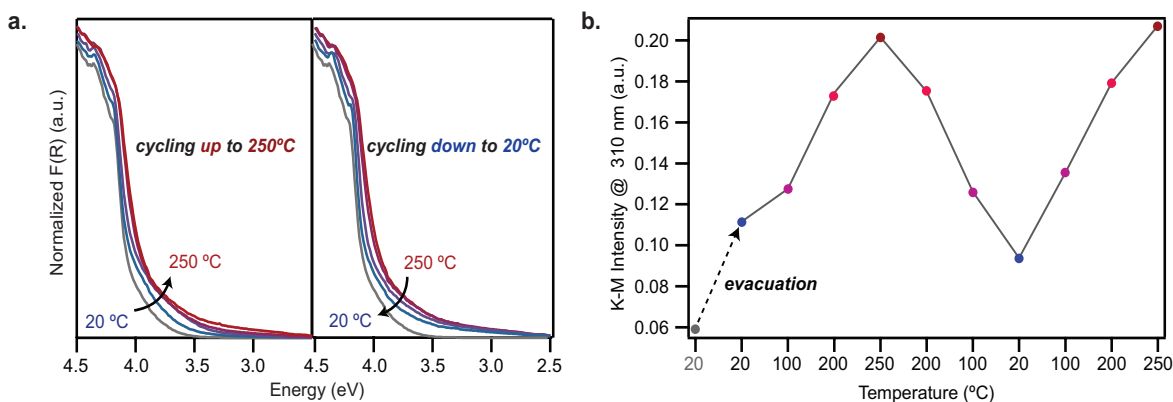 a.
Normalized F(R) (a.u.)
cycling up to 250ºC
250 ºC
20 ºC
4.5 4.0 3.5 3.0
cycling down to 20ºC
250 ºC
20 ºC
4.5 4.0 3.5 3.0 2.5
Energy (eV)
b.
K-M Intensity @ 310 nm (a.u.)
0.20
0.18
0.16
0.14
0.12
0.10
0.08
0.06
evacuation
20 20 100 200 250 200 100 20 100 200 250
Temperature (ºC)